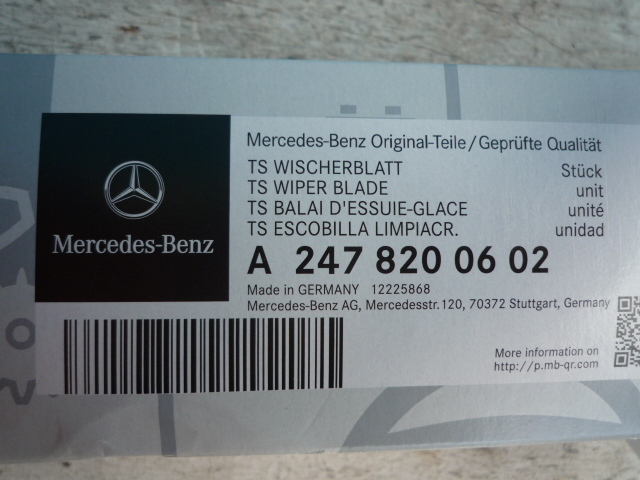 Mercedes-Benz
Mercedes-Benz Original-Teile/Geprüfte Qualität
TS WISCHERBLATT Stück
TS WIPER BLADE unit
TS BALAI D'ESSUIE-GLACE unité
TS ESCOBILLA LIMPIACR. unidad
A 247 820 06 02
Made in GERMANY 12225868
Mercedes-Benz AG, Mercedesstr.120, 70372 Stuttgart, Germany
More information on
http://p.mb-qr.com